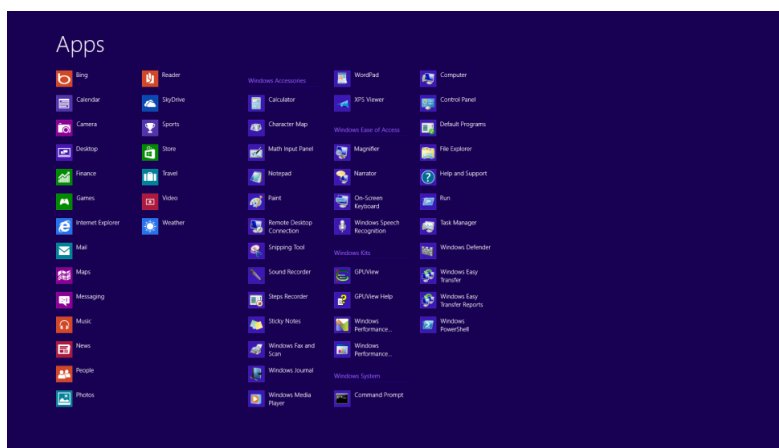 Apps
Bing
Calendar
Camera
Desktop
Finance
Games
Internet Explorer
Mail
Maps
Messaging
Music
News
People
Photos
Reader
SkyDrive
Sports
Store
Travel
Video
Weather
Windows Accessories
Calculator
Character Map
Math Input Panel
Notepad
Paint
Remote Desktop
Connection
Snipping Tool
Sound Recorder
Steps Recorder
Sticky Notes
Windows Fax and
Scan
Windows Journal
Windows Media
Player
WordPad
XPS Viewer
Windows Ease of Access
Magnifier
Narrator
On-Screen
Keyboard
Windows Speech
Recognition
Windows Kits
GPUView
GPUView Help
Windows
Performance...
Windows
Performance...
Windows System
Command Prompt
Computer
Control Panel
Default Programs
File Explorer
Help and Support
Run
Task Manager
Windows Defender
Windows Easy
Transfer
Windows Easy
Transfer Reports
Windows
PowerShell